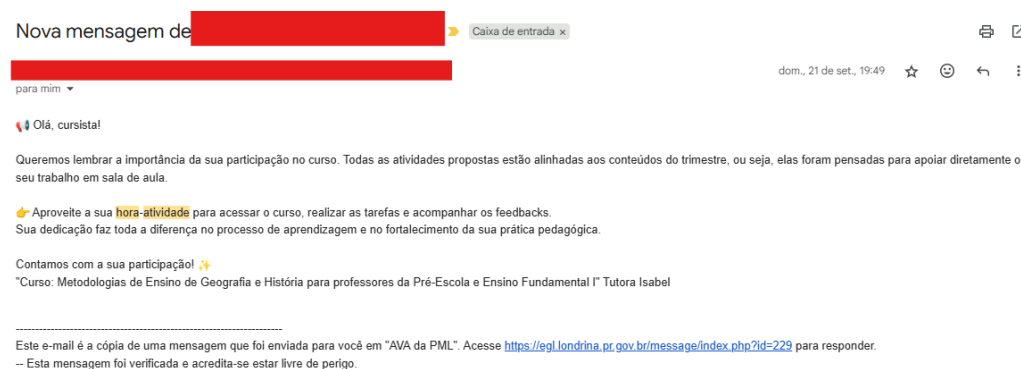 Nova mensagem de
Caixa de entrada ×
dom., 21 de set., 19:49
para mim
📢 Olá, cursista!
Queremos lembrar a importância da sua participação no curso. Todas as atividades propostas estão alinhadas aos conteúdos do trimestre, ou seja, elas foram pensadas para apoiar diretamente o
seu trabalho em sala de aula.
👉 Aproveite a sua hora-atividade para acessar o curso, realizar as tarefas e acompanhar os feedbacks.
Sua dedicação faz toda a diferença no processo de aprendizagem e no fortalecimento da sua prática pedagógica.
Contamos com a sua participação! ✨
"Curso: Metodologias de Ensino de Geografia e História para professores da Pré-Escola e Ensino Fundamental I" Tutora Isabel
---------------------------------------------------------------------
Este e-mail é a cópia de uma mensagem que foi enviada para você em "AVA da PML". Acesse https://egl.londrina.pr.gov.br/message/index.php?id=229 para responder.
-- Esta mensagem foi verificada e acredita-se estar livre de perigo.